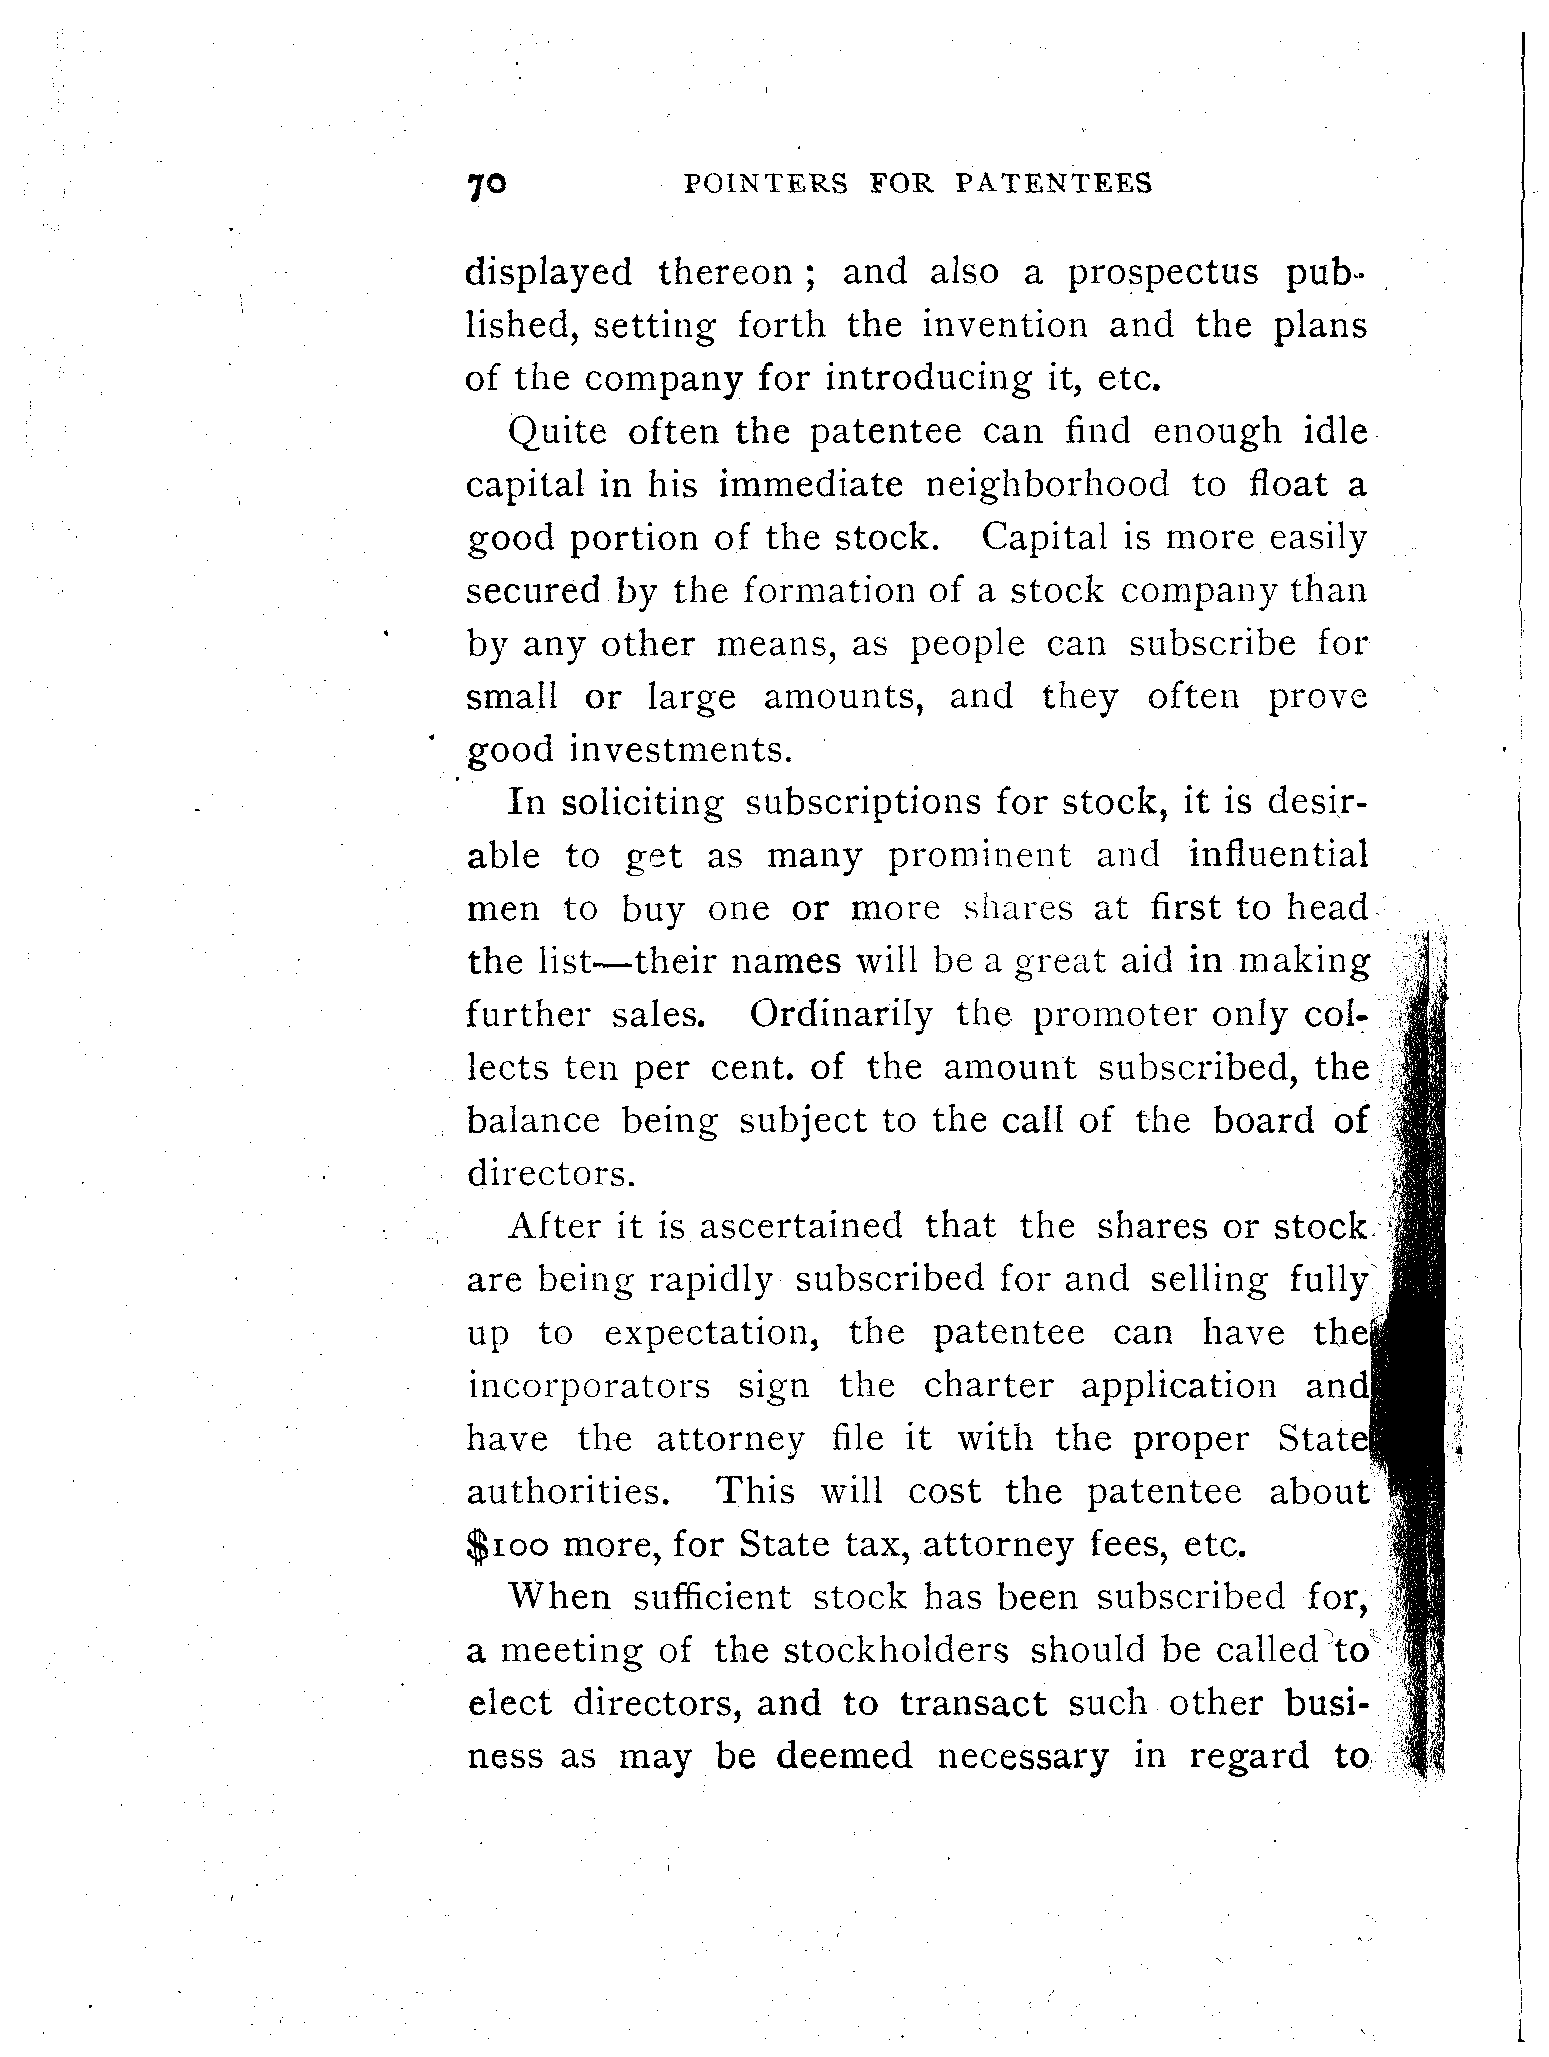 70 POINTERS FOR PATENTEES
displayed thereon ; and also a prospectus pub-
lished, setting forth the invention and the plans
of the company for introducing it, etc.
Quite often the patentee can find enough idle
capital in his immediate neighborhood to float a
good portion of the stock. Capital is more easily
secured by the formation of a stock company than
by any other means, as people can subscribe for
small or large amounts, and they often prove
good investments.
In soliciting subscriptions for stock, it is desir-
able to get as many prominent and influential
men to buy one or more shares at first to head
the list—their names will be a great aid in making
further sales. Ordinarily the promoter only col-
lects ten per cent. of the amount subscribed, the
balance being subject to the call of the board of
directors.
After it is ascertained that the shares or stock
are being rapidly subscribed for and selling fully
up to expectation, the patentee can have the
incorporators sign the charter application and
have the attorney file it with the proper State
authorities. This will cost the patentee about
$100 more, for State tax, attorney fees, etc.
When sufficient stock has been subscribed for,
a meeting of the stockholders should be called to
elect directors, and to transact such other busi-
ness as may be deemed necessary in regard to